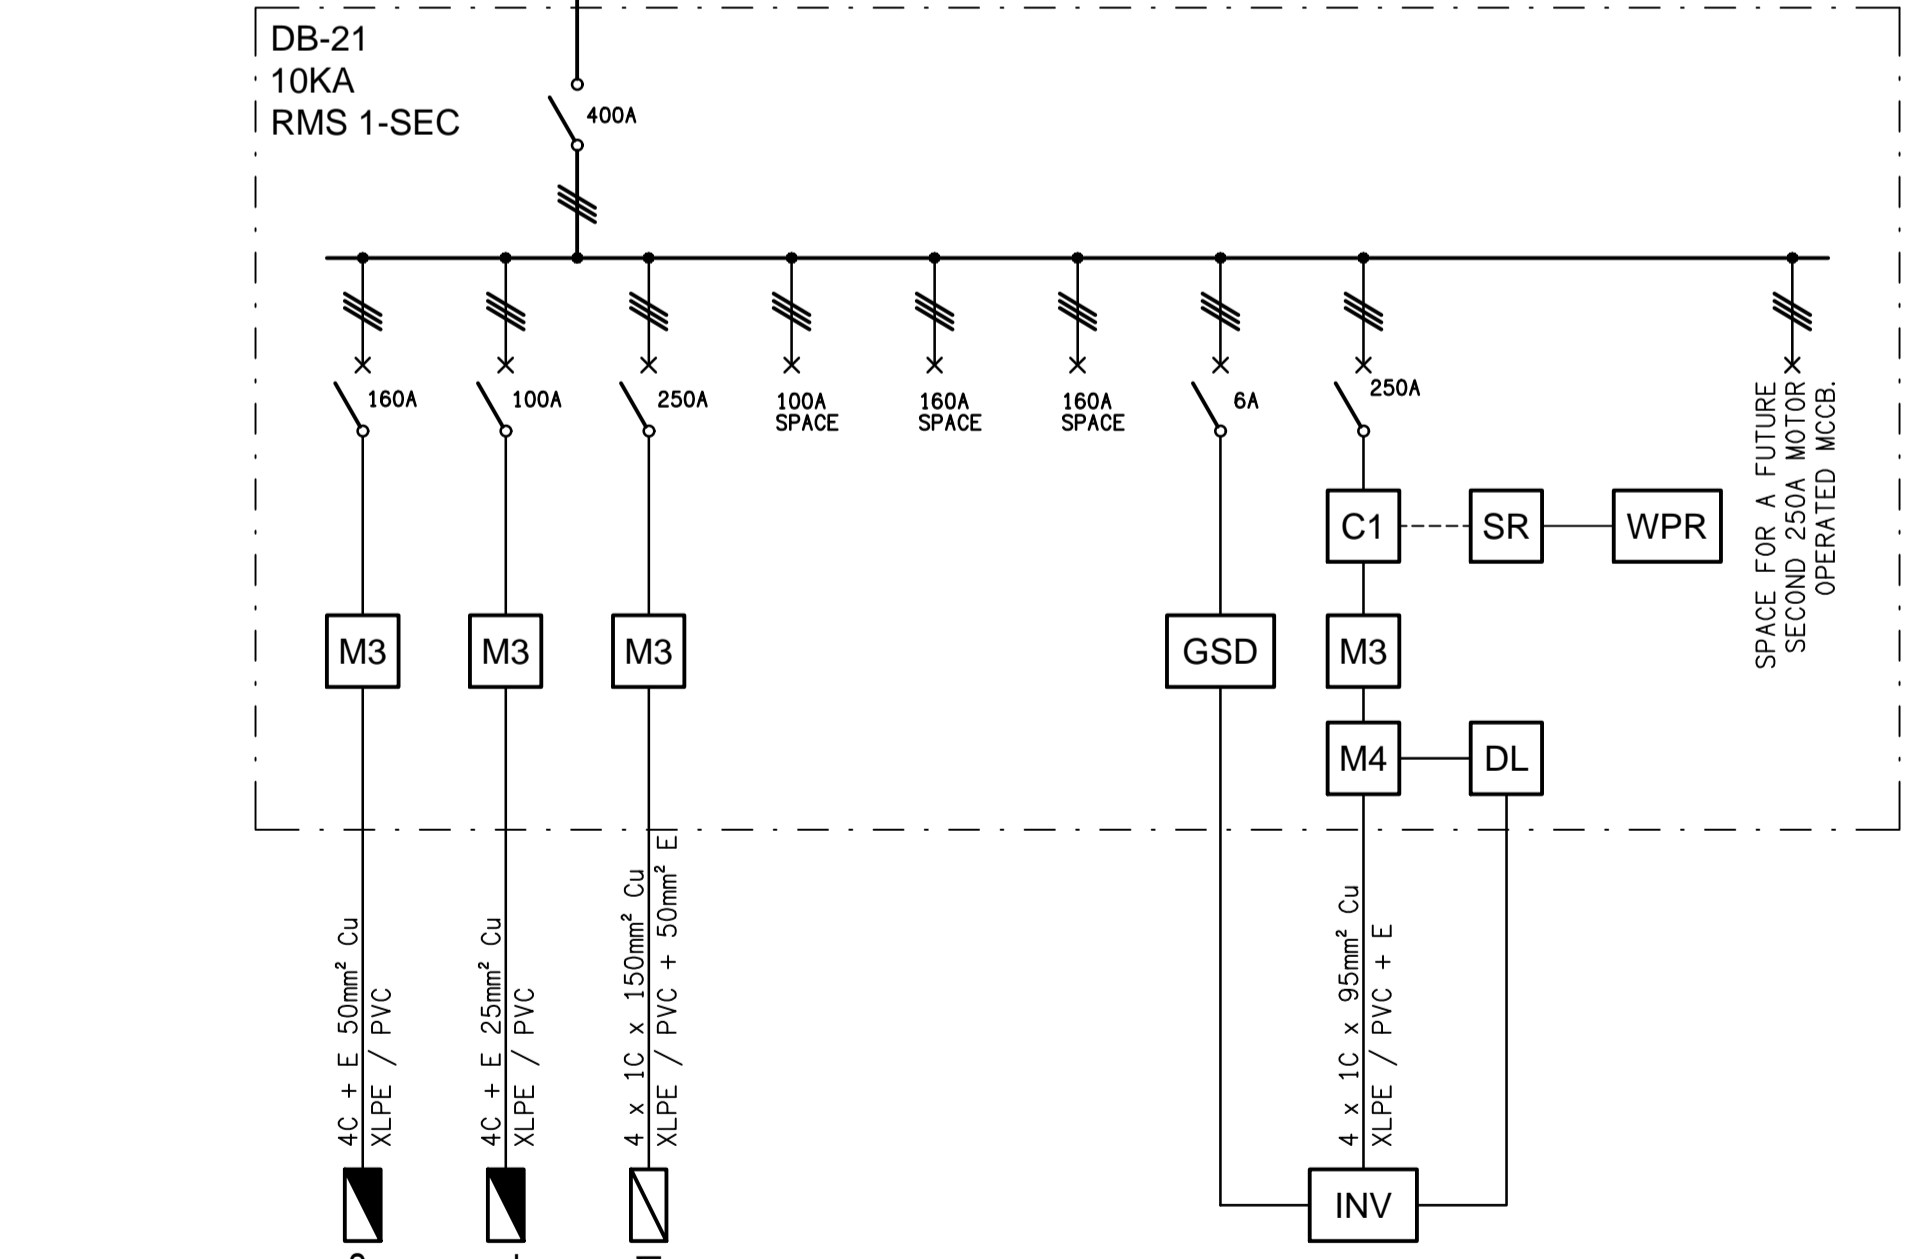 DB-21
10KA
RMS 1-SEC
400A
160A
100A
250A
100A
SPACE
160A
SPACE
160A
SPACE
6A
250A
SPACE FOR A FUTURE
SECOND 250A MOTOR
OPERATED MCCB.
C1
SR
WPR
M3
M3
M3
GSD
M3
M4
DL
4C + E 50mm² Cu
XLPE / PVC
4C + E 25mm² Cu
XLPE / PVC
4 x 1C x 150mm² Cu
XLPE / PVC + 50mm² E
4 x 1C x 95mm² Cu
XLPE / PVC + E
INV